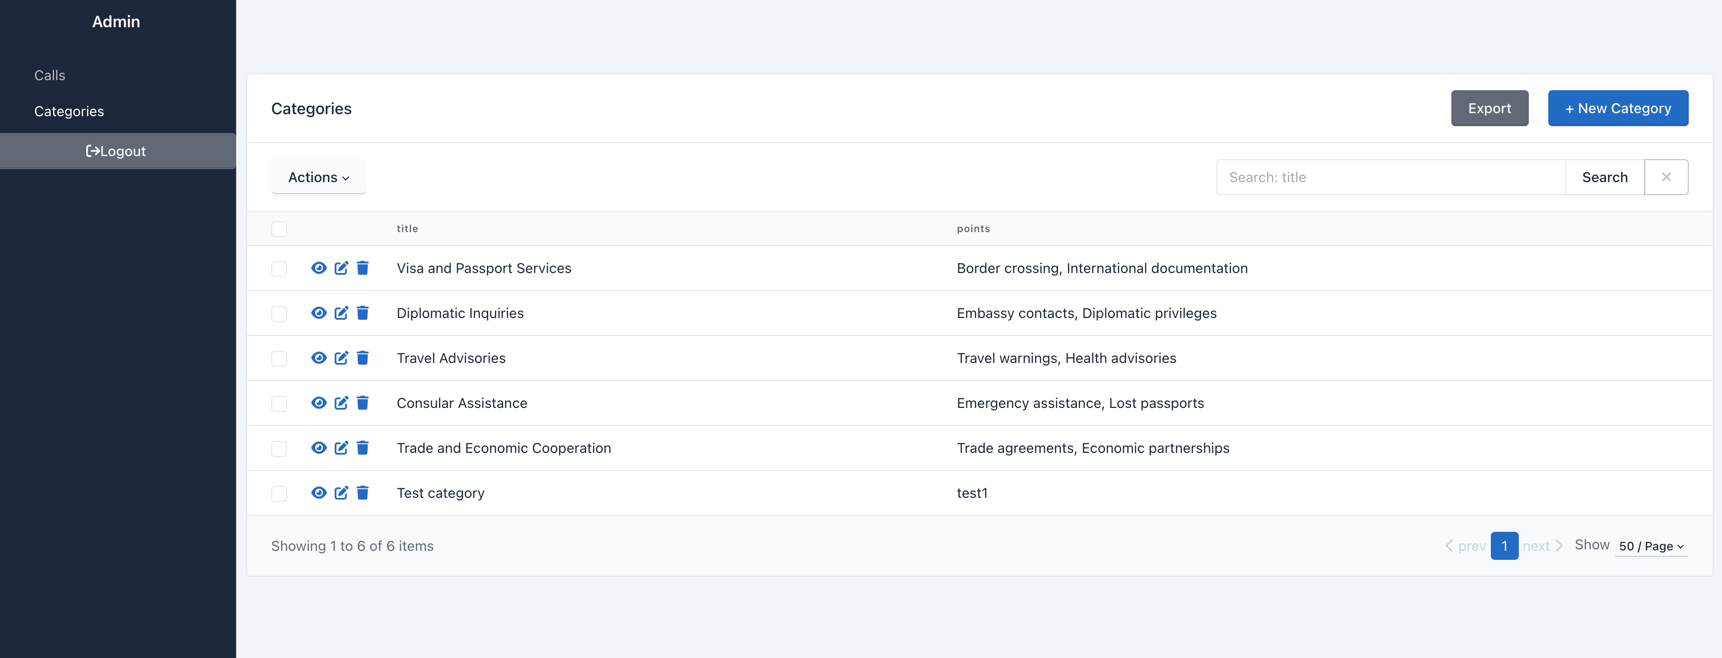 Admin
Calls
Categories
Logout
Categories
Export
+ New Category
Actions
Search: title
Search
×
title points
Visa and Passport Services Border crossing, International documentation
Diplomatic Inquiries Embassy contacts, Diplomatic privileges
Travel Advisories Travel warnings, Health advisories
Consular Assistance Emergency assistance, Lost passports
Trade and Economic Cooperation Trade agreements, Economic partnerships
Test category test1
Showing 1 to 6 of 6 items prev 1 next Show 50 / Page